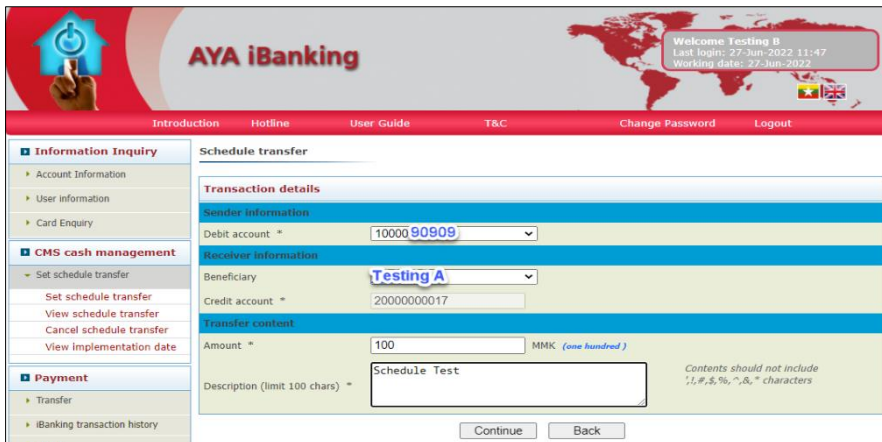 AYA iBanking
Welcome Testing B
Last login: 27-Jun-2022 11:47
Working date: 27-Jun-2022
Introduction Hotline User Guide T&C Change Password Logout
Information Inquiry
Account Information
User information
Card Enquiry
CMS cash management
Set schedule transfer
Set schedule transfer
View schedule transfer
Cancel schedule transfer
View implementation date
Payment
Transfer
iBanking transaction history
Schedule transfer
Transaction details
Sender information
Debit account * 1000090909
Receiver information
Beneficiary Testing A
Credit account * 20000000017
Transfer content
Amount * 100 MMK (one hundred )
Description (limit 100 chars) * Schedule Test
Contents should not include
',!,#,$,%,^,&,* characters
Continue Back